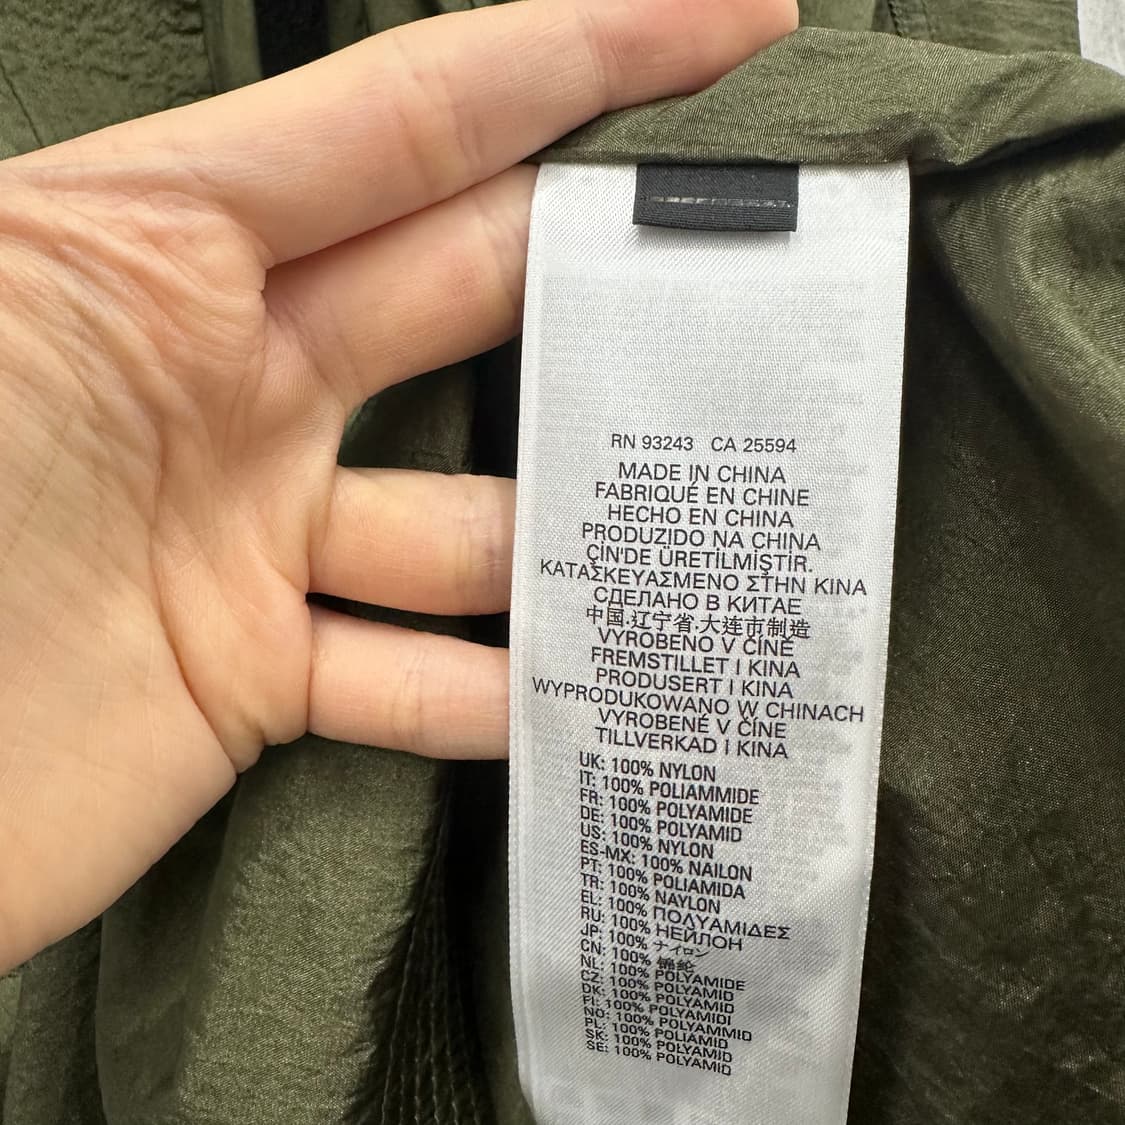 RN 93243 CA 25594
MADE IN CHINA
FABRIQUÉ EN CHINE
HECHO EN CHINA
PRODUZIDO NA CHINA
ÇİN'DE ÜRETİLMİŞTİR.
ΚΑΤΑΣΚΕΥΑΣΜΕΝΟ ΣΤΗΝ ΚΙΝΑ
СДЕЛАНО В КИТАЕ
中国.辽宁省.大连市制造
VYROBENO V ČÍNĚ
FREMSTILLET I KINA
PRODUSERT I KINA
WYPRODUKOWANO W CHINACH
VYROBENÉ V ČÍNE
TILLVERKAD I KINA
UK: 100% NYLON
IT: 100% POLIAMMIDE
FR: 100% POLYAMIDE
DE: 100% POLYAMID
US: 100% NYLON
ES-MX: 100% NAILON
PT: 100% POLIAMIDA
TR: 100% NAYLON
EL: 100% ΠΟΛΥΑΜΙΔΕΣ
RU: 100% НЕЙЛОН
JP: 100% ナイロン
CN: 100% 锦纶
NL: 100% POLYAMIDE
CZ: 100% POLYAMID
DK: 100% POLYAMID
FI: 100% POLYAMIDI
NO: 100% POLYAMMID
PL: 100% POLIAMID
SK: 100% POLYAMID
SE: 100% POLYAMID